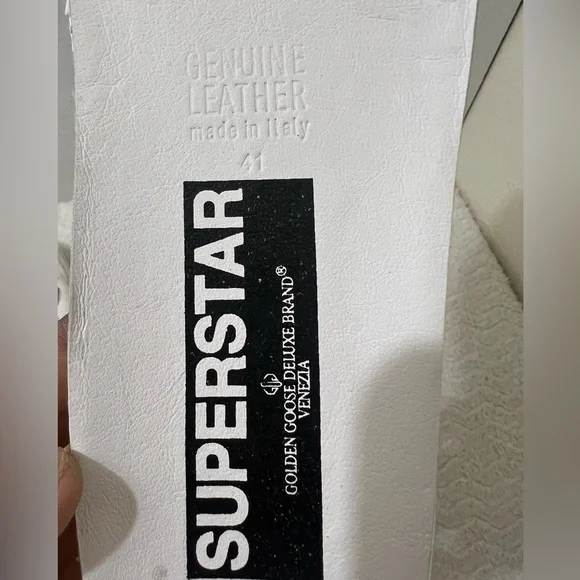 GENUINE
LEATHER
made in Italy
41
SUPERSTAR
GOLDEN GOOSE DELUXE BRAND®
VENEZIA